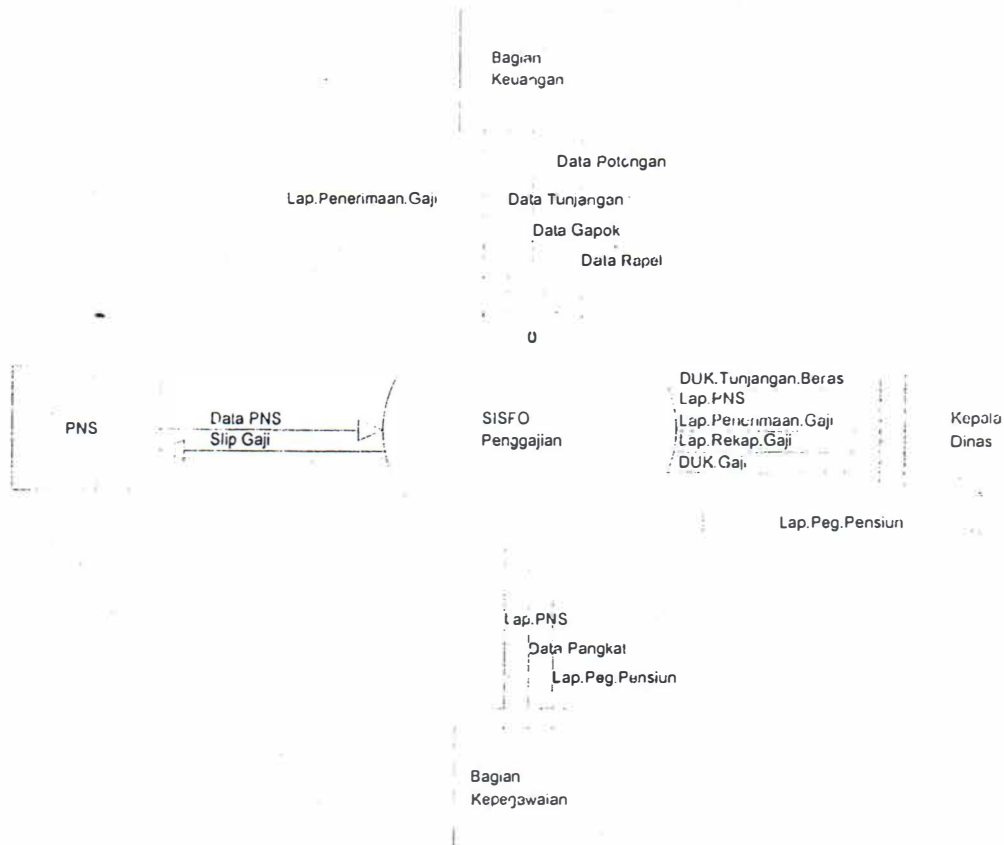 Bagian
Keuangan
Data Potongan
Lap.Penerimaan.Gaji
Data Tunjangan
Data Gapok
Data Rapel
0
PNS
Data PNS
Slip Gaji
SISFO
Penggajian
DUK.Tunjangan.Beras
Lap.PNS
Lap.Penerimaan.Gaji
Lap.Rekap.Gaji
DUK.Gaji
Kepala
Dinas
Lap.Peg.Pensiun
Lap.PNS
Data Pangkat
Lap.Peg.Pensiun
Bagian
Kepegawaian